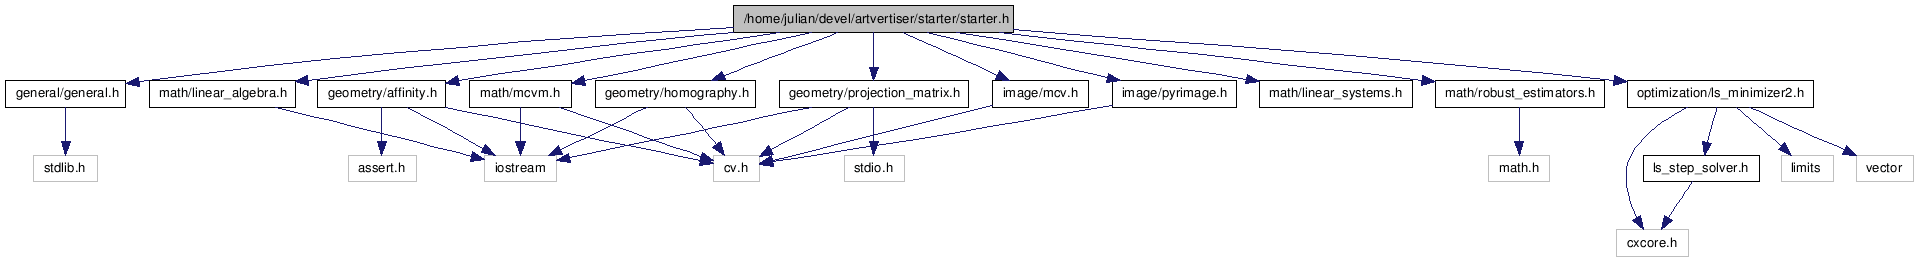 /home/julian/devel/artvertiser/starter/starter.h
general/general.h
math/linear_algebra.h
geometry/affinity.h
math/mcvm.h
geometry/homography.h
geometry/projection_matrix.h
image/mcv.h
image/pyrimage.h
math/linear_systems.h
math/robust_estimators.h
optimization/ls_minimizer2.h
stdlib.h
assert.h
iostream
cv.h
stdio.h
math.h
ls_step_solver.h
limits
vector
cxcore.h